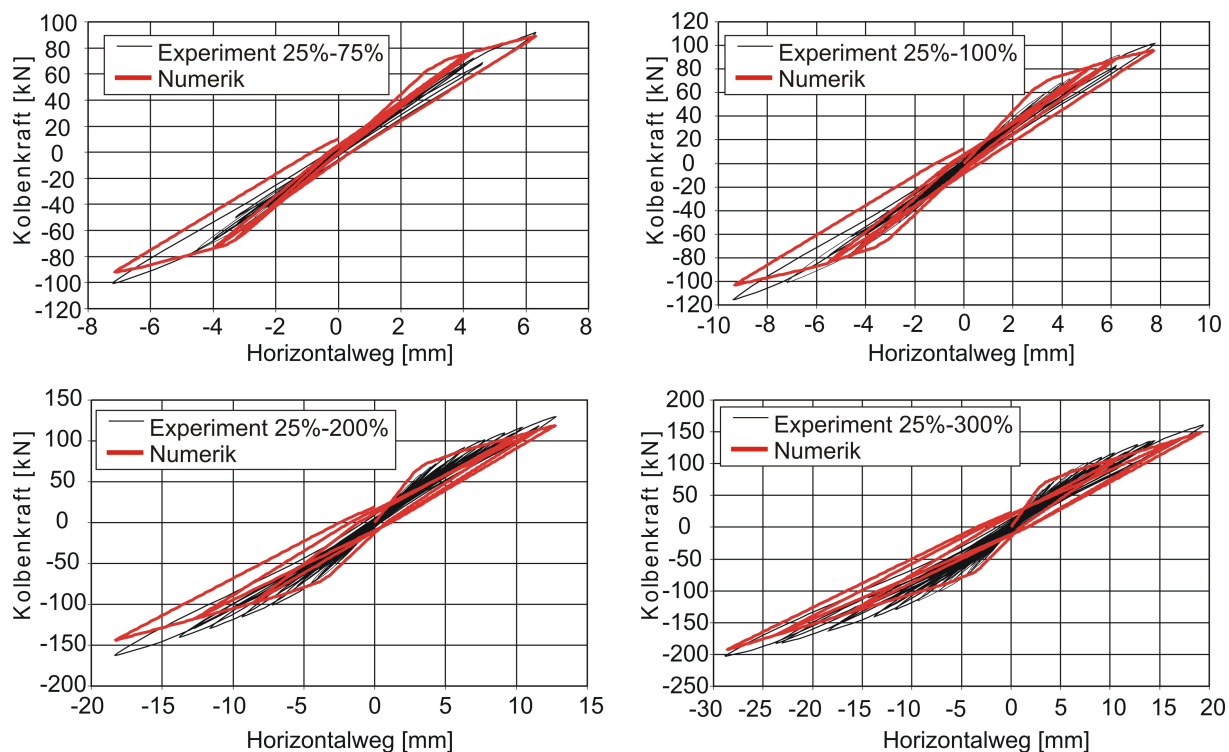 100
80
60
40
20
0
-20
-40
-60
-80
-100
-120
Kolbenkraft [kN]
Experiment 25%-75%
Numerik
-8 -6 -4 -2 0 2 4 6 8
Horizontalweg [mm]
120
100
80
60
40
20
0
-20
-40
-60
-80
-100
-120
Kolbenkraft [kN]
Experiment 25%-100%
Numerik
-10 -8 -6 -4 -2 0 2 4 6 8 10
Horizontalweg [mm]
150
100
50
0
-50
-100
-150
-200
Kolbenkraft [kN]
Experiment 25%-200%
Numerik
-20 -15 -10 -5 0 5 10 15
Horizontalweg [mm]
200
150
100
50
0
-50
-100
-150
-200
-250
Kolbenkraft [kN]
Experiment 25%-300%
Numerik
-30 -25 -20 -15 -10 -5 0 5 10 15 20
Horizontalweg [mm]